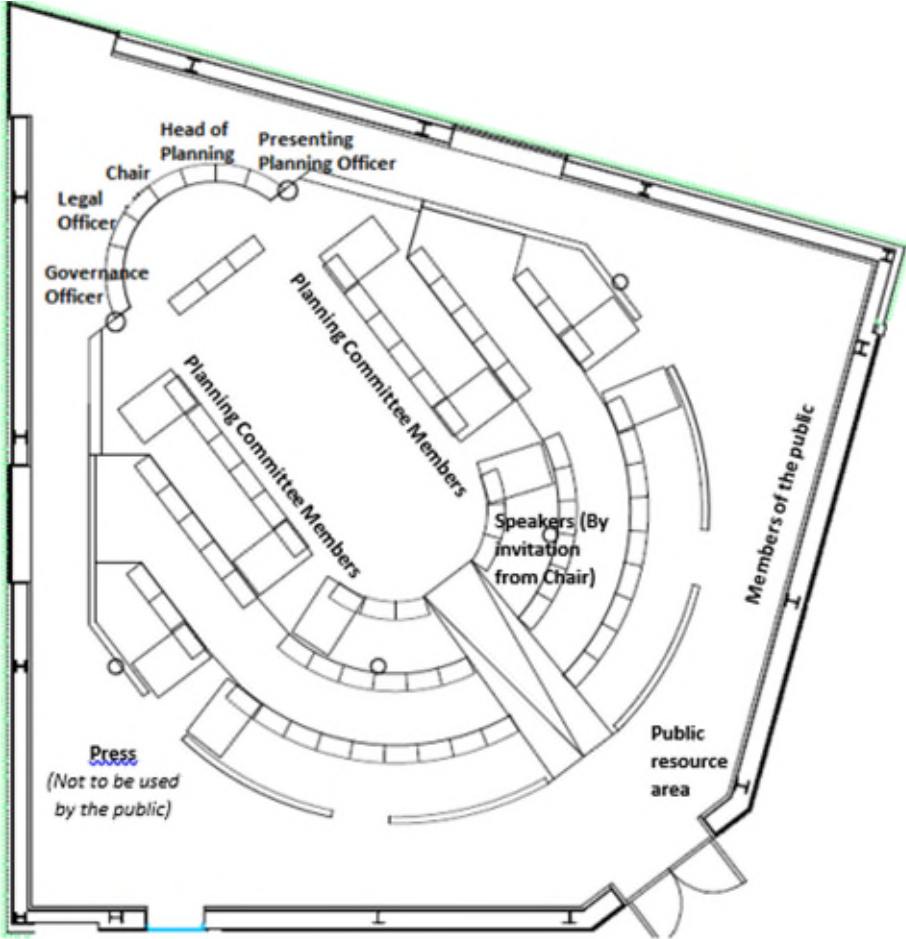 Head of
Planning
Presenting
Planning Officer
Chair
Legal
Officer
Governance
Officer
Planning Committee Members
Planning Committee Members
Speakers (By
invitation
from Chair)
Members of the public
Public
resource
area
Press
(Not to be used
by the public)